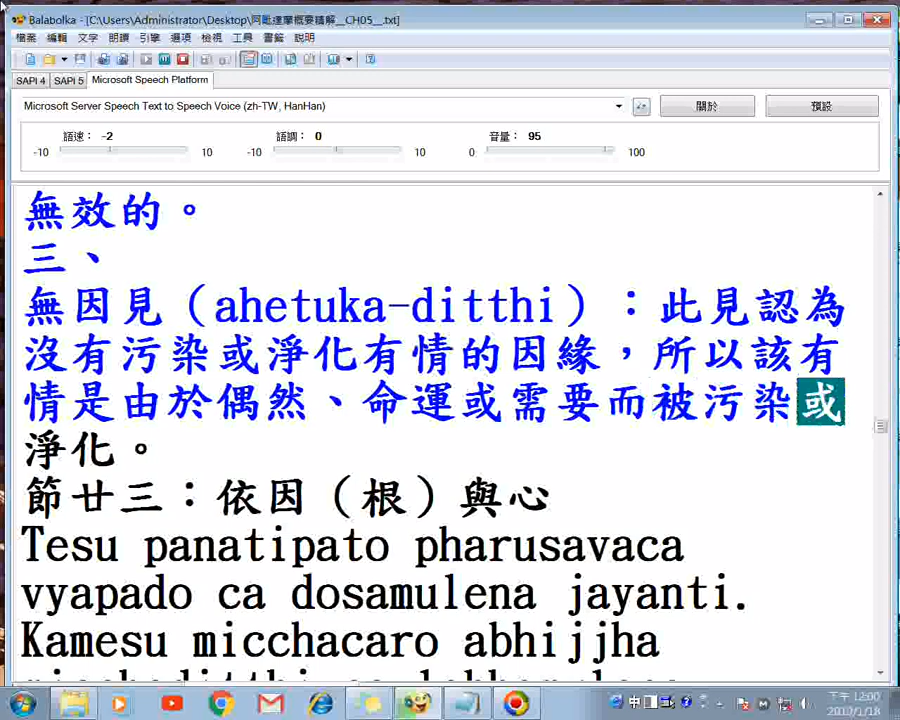 Balabolka - [C:\Users\Administrator\Desktop\阿毗達摩概要精解__CH05__.txt]
檔案 編輯 文字 朗讀 引擎 選項 檢視 工具 書籤 說明
SAPI 4 SAPI 5 Microsoft Speech Platform
Microsoft Server Speech Text to Speech Voice (zh-TW, HanHan) 關於 預設
語速： -2 語調： 0 音量： 95
-10 10 -10 10 0 100
無效的。
三、
無因見（ahetuka-ditthi）：此見認為
沒有污染或淨化有情的因緣，所以該有
情是由於偶然、命運或需要而被污染或
淨化。
節廿三：依因（根）與心
Tesu panatipato pharusavaca
vyapado ca dosamulena jayanti.
Kamesu micchacaro abhijjha
中
下午 12:00